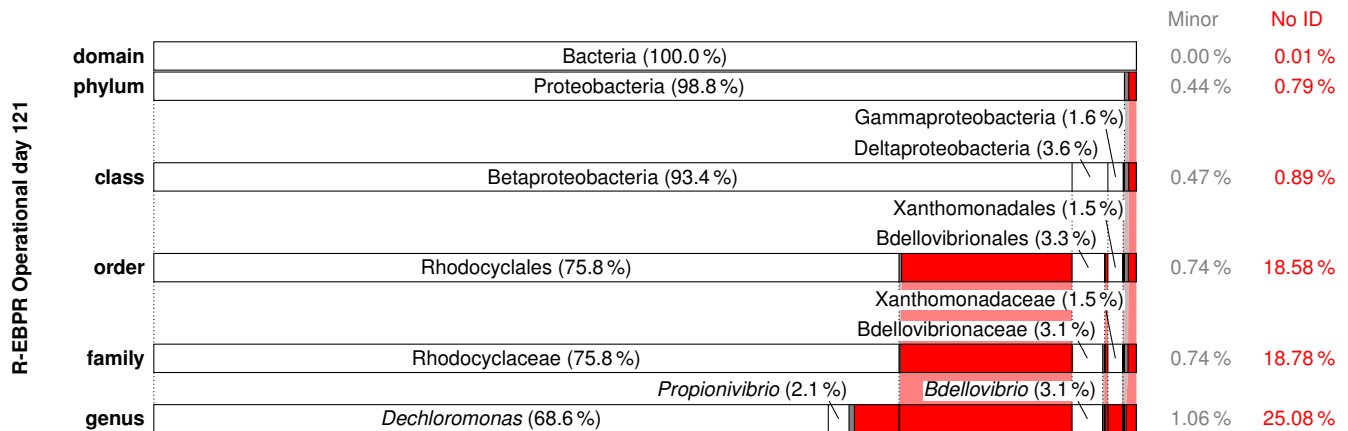 Minor No ID
domain Bacteria (100.0 %) 0.00 % 0.01 %
phylum Proteobacteria (98.8 %) 0.44 % 0.79 %
Gammaproteobacteria (1.6 %)
Deltaproteobacteria (3.6 %)
class Betaproteobacteria (93.4 %) 0.47 % 0.89 %
Xanthomonadales (1.5 %)
Bdellovibrionales (3.3 %)
order Rhodocyclales (75.8 %) 0.74 % 18.58 %
Xanthomonadaceae (1.5 %)
Bdellovibrionaceae (3.1 %)
family Rhodocyclaceae (75.8 %) 0.74 % 18.78 %
Propionivibrio (2.1 %) Bdellovibrio (3.1 %)
genus Dechloromonas (68.6 %) 1.06 % 25.08 %
R-EBPR Operational day 121